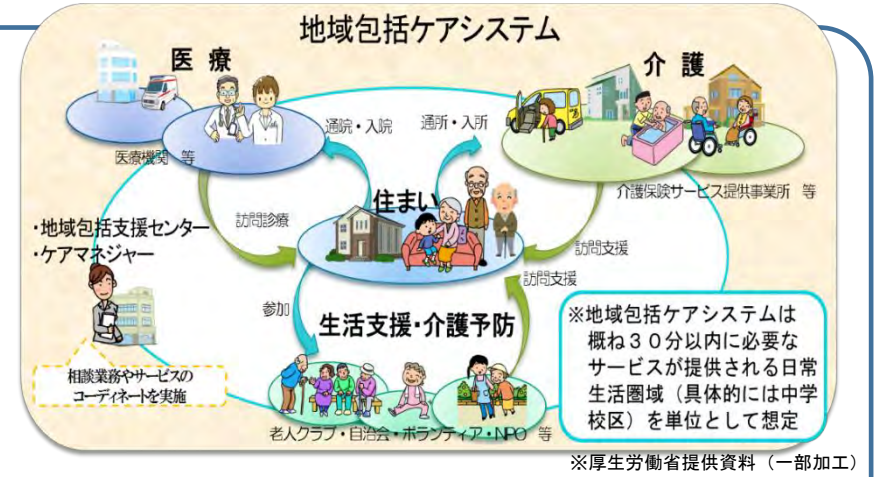 地域包括ケアシステム
医 療
介 護
通院・入院
通所・入所
医療機関 等
介護保険サービス提供事業所 等
住まい
訪問診療
訪問支援
訪問支援
・地域包括支援センター
・ケアマネジャー
参加
生活支援・介護予防
相談業務やサービスの
コーディネートを実施
老人クラブ・自治会・ボランティア・NPO 等
※地域包括ケアシステムは
概ね３０分以内に必要な
サービスが提供される日常
生活圏域（具体的には中学
校区）を単位として想定
※厚生労働省提供資料（一部加工）